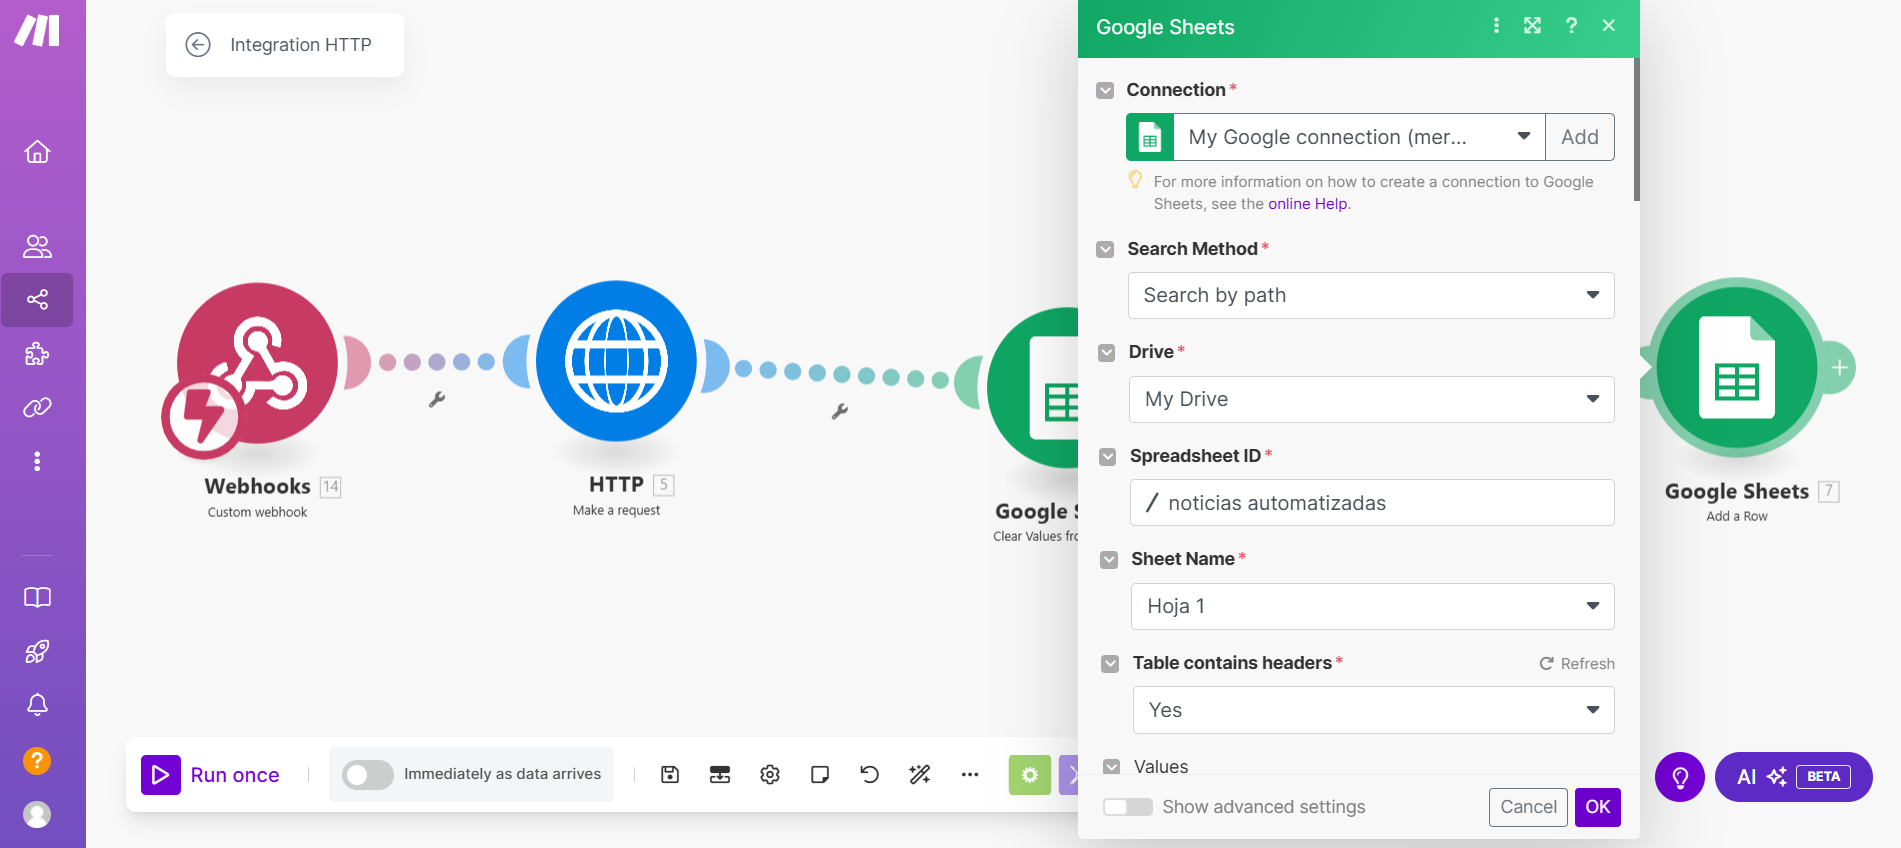 Integration HTTP
Webhooks 14
Custom webhook
HTTP 5
Make a request
Google S
Clear Values fro
Google Sheets
Connection*
My Google connection (mer...
Add
For more information on how to create a connection to Google
Sheets, see the online Help.
Search Method*
Search by path
Drive*
My Drive
Spreadsheet ID*
/ noticias automatizadas
Sheet Name*
Hoja 1
Table contains headers*
Refresh
Yes
Values
Show advanced settings
Cancel
OK
Google Sheets 7
Add a Row
Run once
Immediately as data arrives
AI
BETA